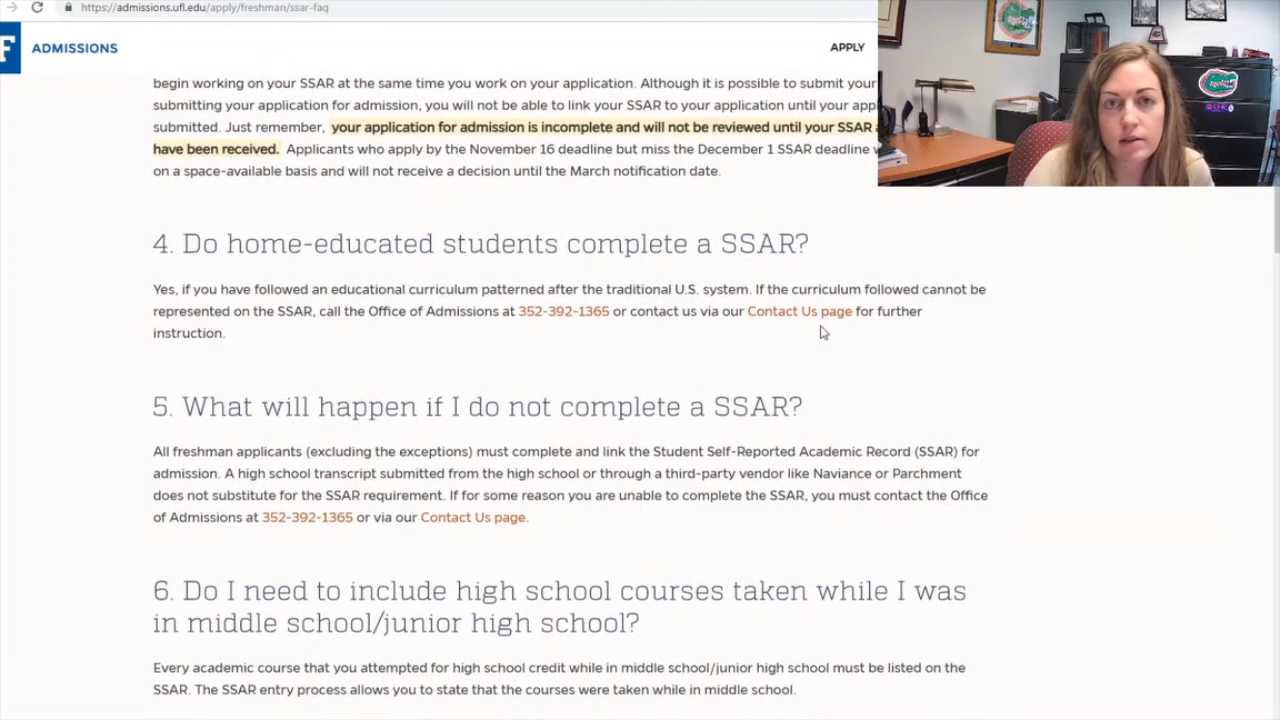 https://admissions.ufl.edu/apply/freshman/ssar-faq
F ADMISSIONS
APPLY
begin working on your SSAR at the same time you work on your application. Although it is possible to submit your
submitting your application for admission, you will not be able to link your SSAR to your application until your appl
submitted. Just remember, your application for admission is incomplete and will not be reviewed until your SSAR
have been received. Applicants who apply by the November 16 deadline but miss the December 1 SSAR deadline
on a space-available basis and will not receive a decision until the March notification date.
4. Do home-educated students complete a SSAR?
Yes, if you have followed an educational curriculum patterned after the traditional U.S. system. If the curriculum followed cannot be
represented on the SSAR, call the Office of Admissions at 352-392-1365 or contact us via our Contact Us page for further
instruction.
5. What will happen if I do not complete a SSAR?
All freshman applicants (excluding the exceptions) must complete and link the Student Self-Reported Academic Record (SSAR) for
admission. A high school transcript submitted from the high school or through a third-party vendor like Naviance or Parchment
does not substitute for the SSAR requirement. If for some reason you are unable to complete the SSAR, you must contact the Office
of Admissions at 352-392-1365 or via our Contact Us page.
6. Do I need to include high school courses taken while I was
in middle school/junior high school?
Every academic course that you attempted for high school credit while in middle school/junior high school must be listed on the
SSAR. The SSAR entry process allows you to state that the courses were taken while in middle school.